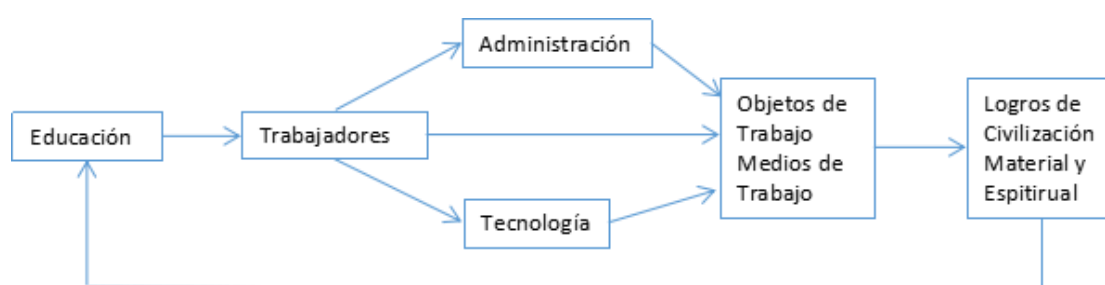 Administración
Educación
Trabajadores
Objetos de
Trabajo
Medios de
Trabajo
Logros de
Civilización
Material y
Espitirual
Tecnología